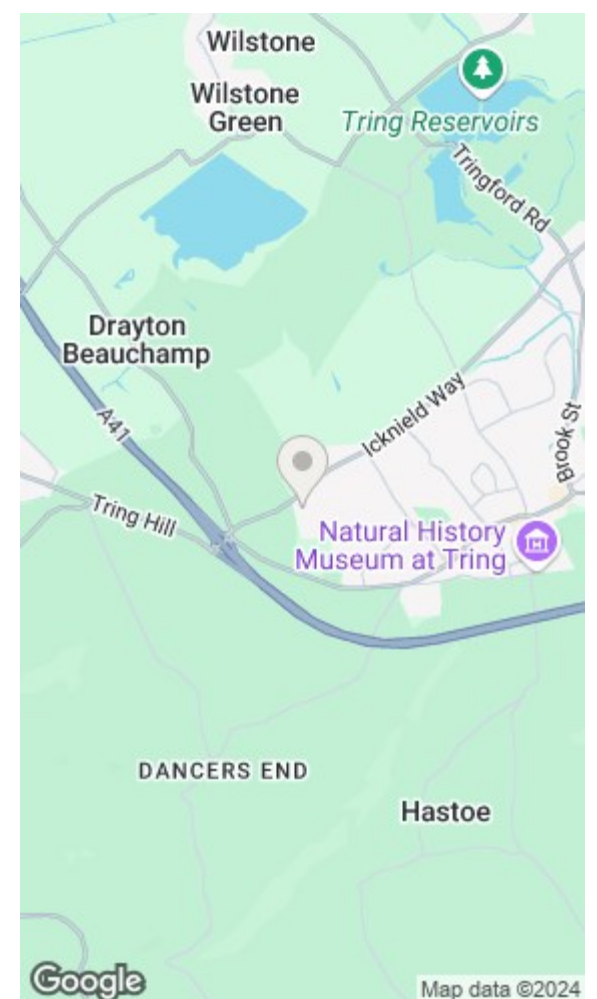 Wilstone
Wilstone
Green
Tring Reservoirs
Tringford Rd
Drayton
Beauchamp
A41
Icknield Way
Brook St
Tring Hill
Natural History
Museum at Tring
DANCERS END
Hastoe
Google
Map data ©2024